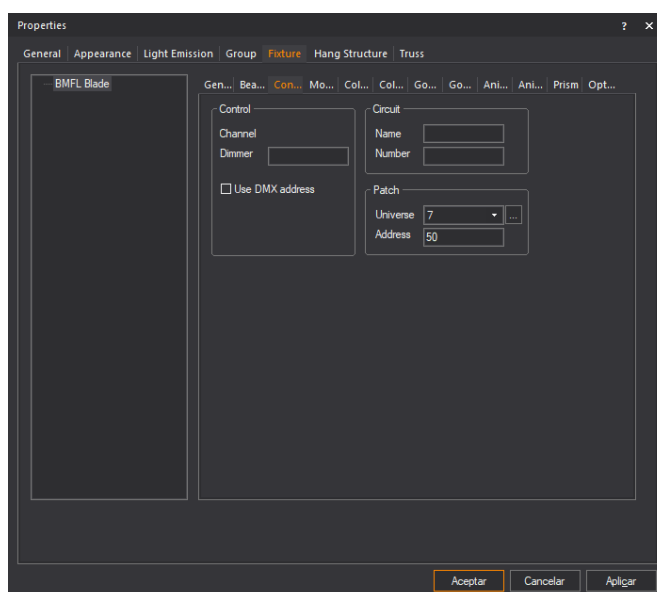 Properties ? ×
General Appearance Light Emission Group Fixture Hang Structure Truss
BMFL Blade
Gen... Bea... Con... Mo... Col... Col... Go... Go... Ani... Ani... Prism Opt...
Control
Channel
Dimmer
Use DMX address
Circuit
Name
Number
Patch
Universe 7 ...
Address 50
Aceptar Cancelar Aplicar